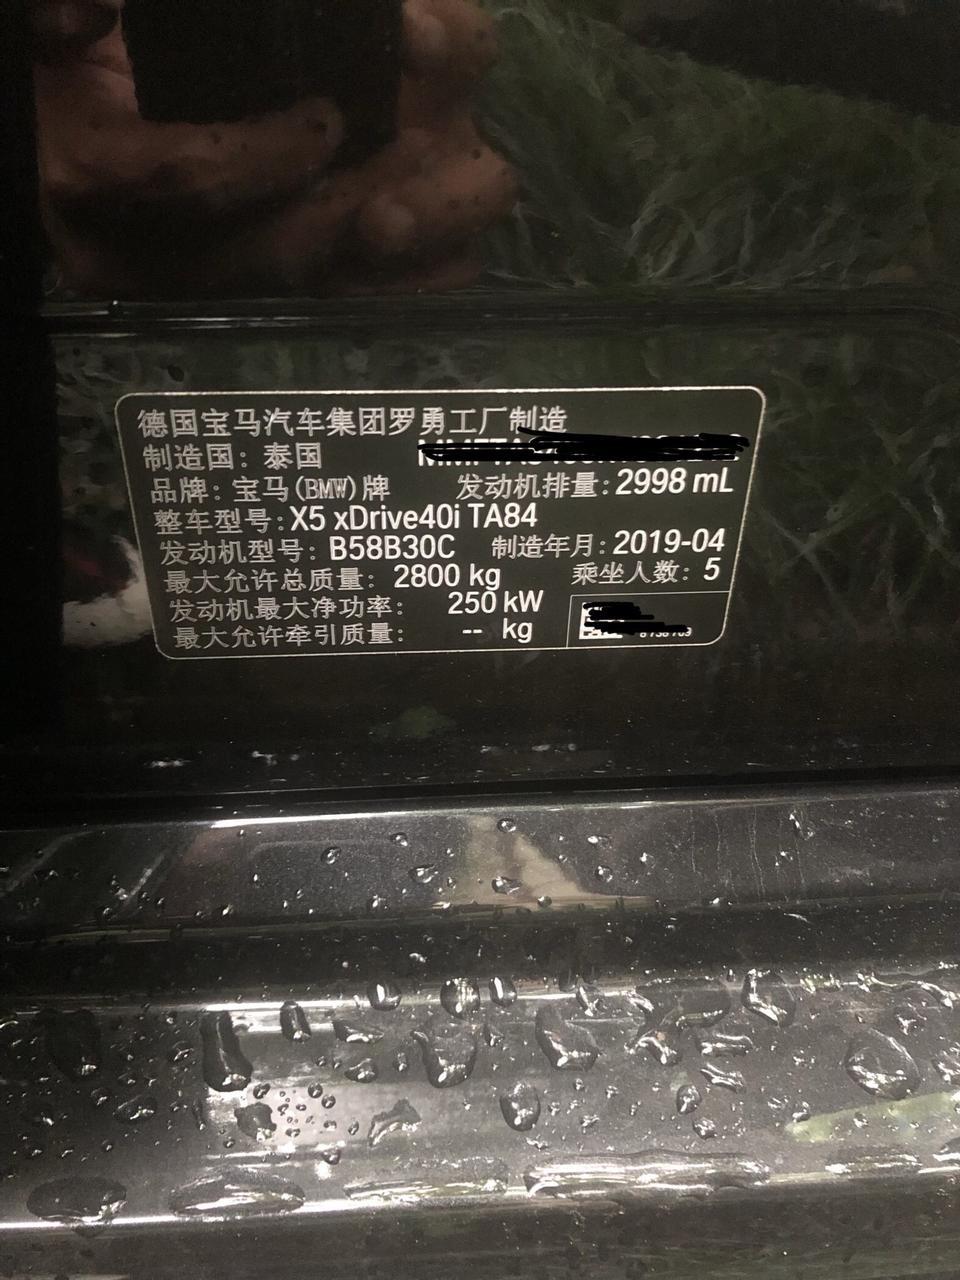 德国宝马汽车集团罗勇工厂制造
制造国：泰国
品牌：宝马(BMW)牌 发动机排量：2998 mL
整车型号：X5 xDrive40i TA84
发动机型号：B58B30C 制造年月：2019-04
最大允许总质量：2800 kg 乘坐人数：5
发动机最大净功率：250 kW
最大允许牵引质量：-- kg